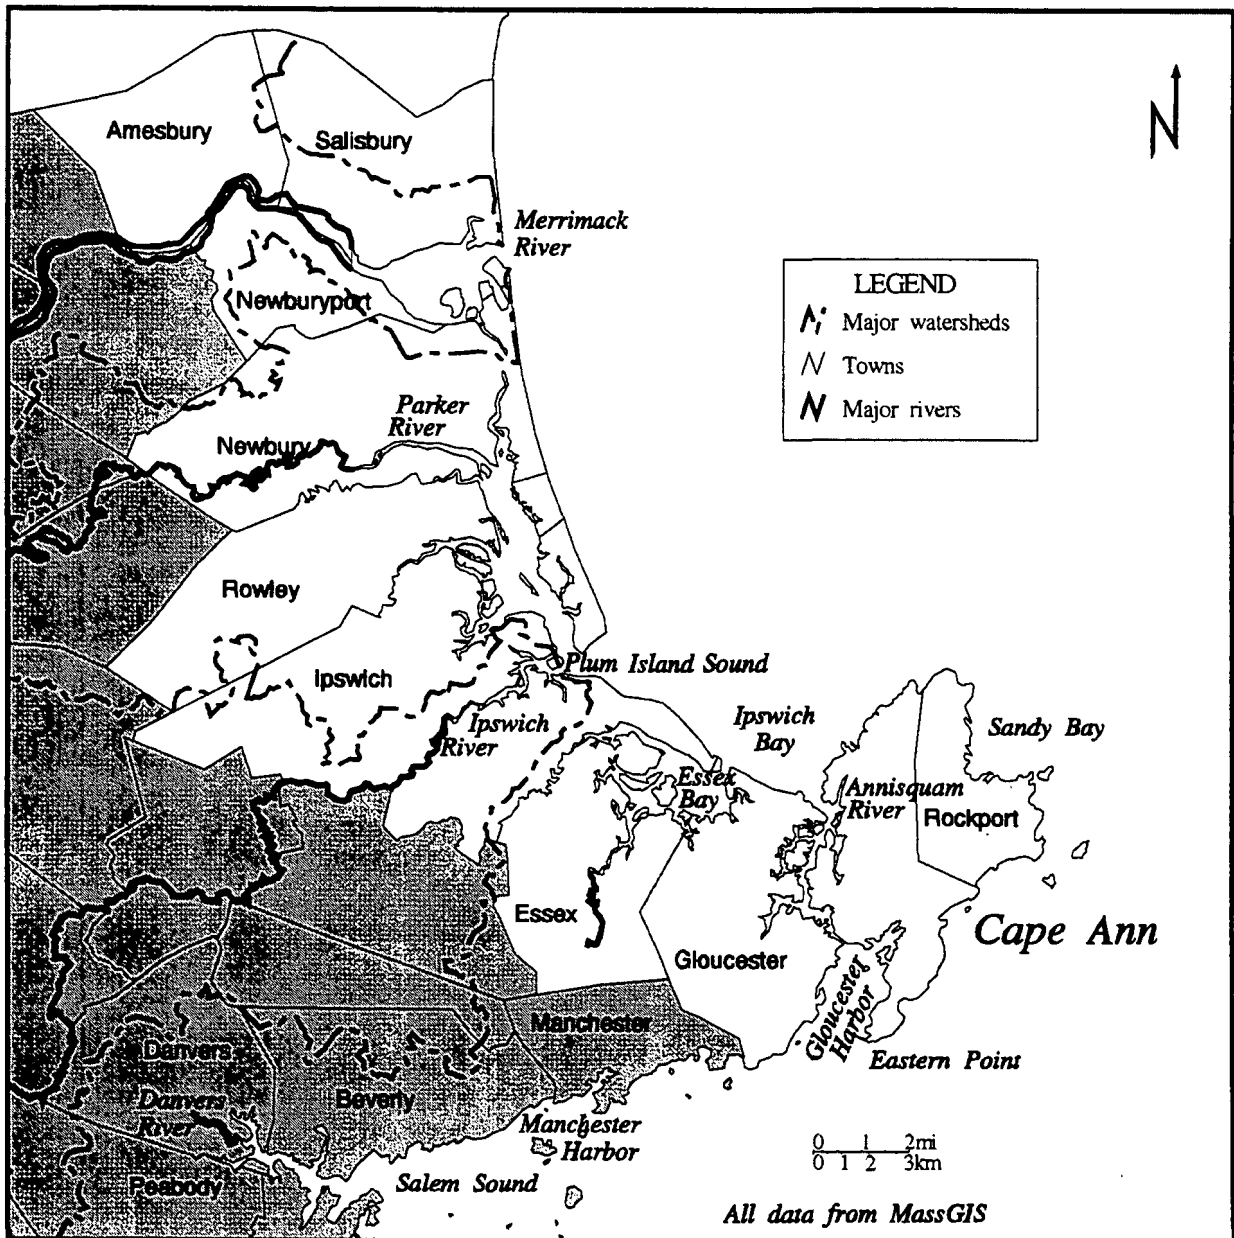 Amesbury
Salisbury
N
Merrimack
River
Newburyport
LEGEND
Major watersheds
Towns
Major rivers
Parker
River
Newbury
Rowley
Ipswich
Plum Island Sound
Ipswich
River
Ipswich
Bay
Sandy Bay
Essex
Bay
Annisquam
River
Rockport
Essex
Cape Ann
Gloucester
Gloucester
Harbor
Manchester
Eastern Point
Danvers
Danvers
River
Beverly
Manchester
Harbor
Peabody
Salem Sound
0 1 2mi
0 1 2 3km
All data from MassGIS